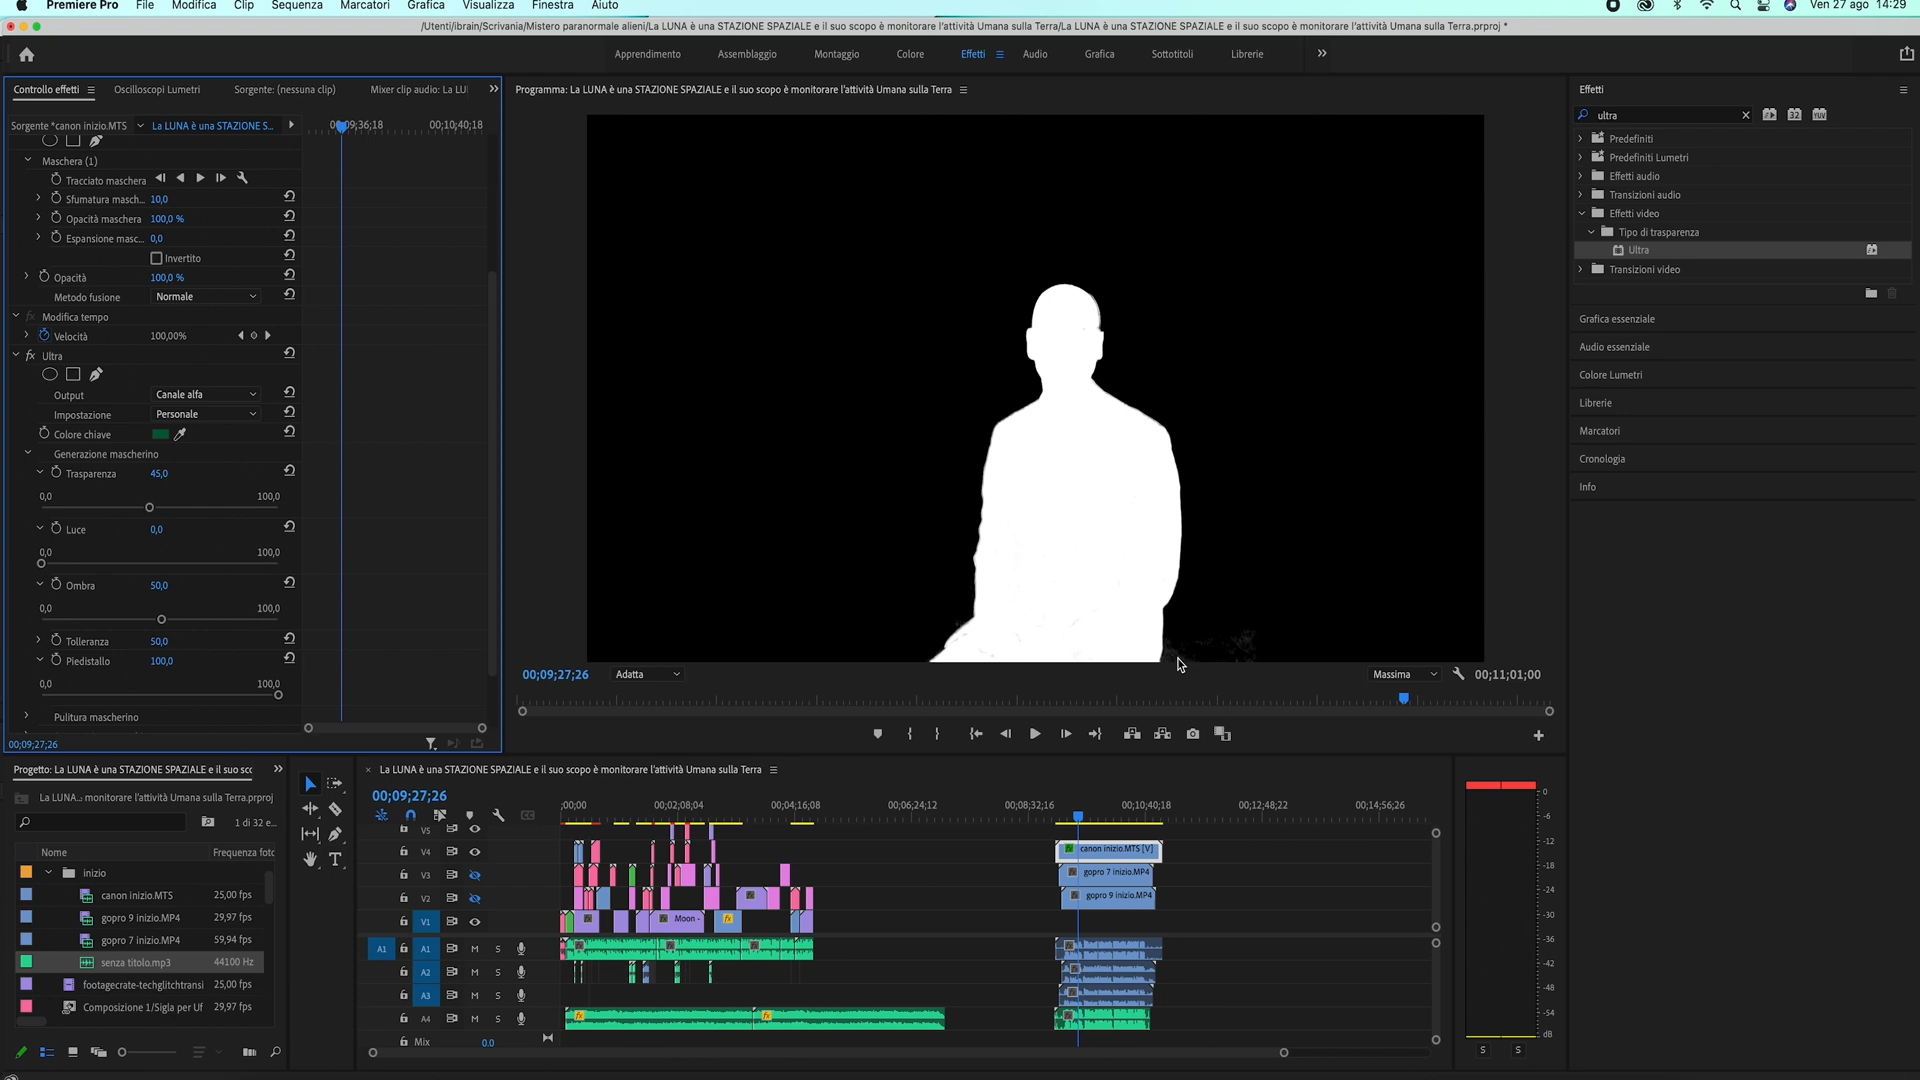 Premiere Pro File Modifica Clip Sequenza Marcatori Grafica Visualizza Finestra Aiuto Ven 27 ago 14:29
/Utenti/ibrain/Scrivania/Mistero paranormale alieni/La LUNA è una STAZIONE SPAZIALE e il suo scopo è monitorare l'attività Umana sulla Terra/La LUNA è una STAZIONE SPAZIALE e il suo scopo è monitorare l'attività Umana sulla Terra.prproj *
Apprendimento Assemblaggio Montaggio Colore Effetti Audio Grafica Sottotitoli Librerie
Controllo effetti Oscilloscopi Lumetri Sorgente: (nessuna clip) Mixer clip audio: La LU
Sorgente *canon inizio.MTS La LUNA è una STAZIONE S... 00;09;36;18 00;10;40;18
Maschera (1)
Tracciato maschera
Sfumatura masch... 10,0
Opacità maschera 100,0 %
Espansione masc... 0,0
Invertito
Opacità 100,0 %
Metodo fusione Normale
Modifica tempo
Velocità 100,00%
fx Ultra
Output Canale alfa
Impostazione Personale
Colore chiave
Generazione mascherino
Trasparenza 45,0
0,0 100,0
Luce 0,0
0,0 100,0
Ombra 50,0
0,0 100,0
Tolleranza 50,0
Piedistallo 100,0
0,0 100,0
Pulitura mascherino
00;09;27;26
Programma: La LUNA è una STAZIONE SPAZIALE e il suo scopo è monitorare l'attività Umana sulla Terra
00;09;27;26 Adatta Massima 00;11;01;00
Effetti
ultra 32 YUV
Predefiniti
Predefiniti Lumetri
Effetti audio
Transizioni audio
Effetti video
Tipo di trasparenza
Ultra
Transizioni video
Grafica essenziale
Audio essenziale
Colore Lumetri
Librerie
Marcatori
Cronologia
Info
Progetto: La LUNA è una STAZIONE SPAZIALE e il suo sco
La LUNA...: monitorare l'attività Umana sulla Terra.prproj
1 di 32 e...
Nome Frequenza foto
inizio
canon inizio.MTS 25,00 fps
gopro 9 inizio.MP4 29,97 fps
gopro 7 inizio.MP4 59,94 fps
senza titolo.mp3 44100 Hz
footagecrate-techglitchtransi 25,00 fps
Composizione 1/Sigla per Uf 29,97 fps
La LUNA è una STAZIONE SPAZIALE e il suo scopo è monitorare l'attività Umana sulla Terra
00;09;27;26
;00;00 00;02;08;04 00;04;16;08 00;06;24;12 00;08;32;16 00;10;40;18 00;12;48;22 00;14;56;26
V5
V4 canon inizio.MTS [V]
V3 gopro 7 inizio.MP4
V2 gopro 9 inizio.MP4
V1 Moon -
A1 A1 M S
A2 M S
A3 M S
A4 M S
Mix 0,0
0
-6
-12
-18
-24
-30
-36
-42
-48
-54
dB
S S